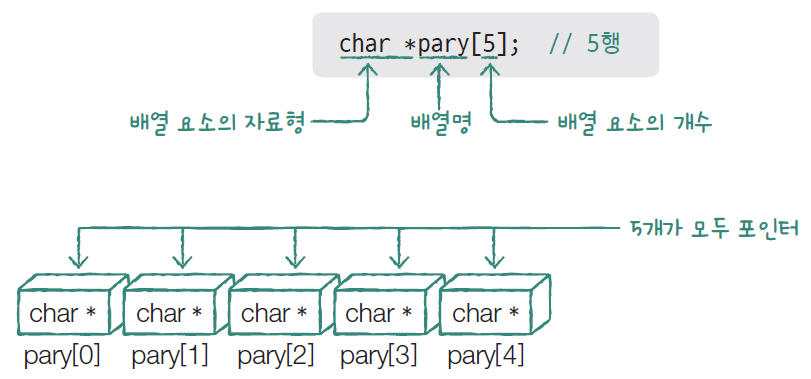 char *pary[5];  // 5행
배열 요소의 자료형 배열명 배열 요소의 개수
5개가 모두 포인터
char * char * char * char * char *
pary[0] pary[1] pary[2] pary[3] pary[4]